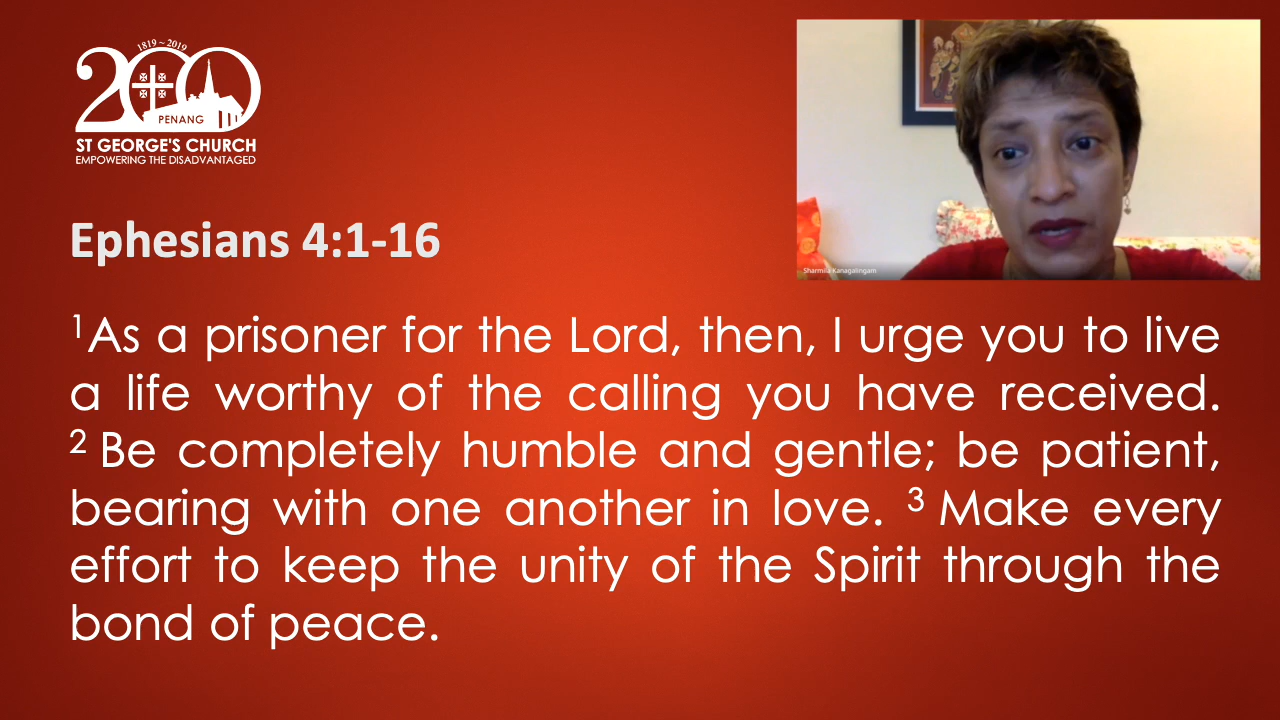 1819 ~ 2019
200
PENANG
ST GEORGE'S CHURCH
EMPOWERING THE DISADVANTAGED
Sharmila Kanagalingam
Ephesians 4:1-16
1As a prisoner for the Lord, then, I urge you to live
a life worthy of the calling you have received.
2 Be completely humble and gentle; be patient,
bearing with one another in love. 3 Make every
effort to keep the unity of the Spirit through the
bond of peace.